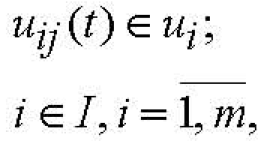 u_{ij}(t) ∈ u_i;
i ∈ I, i = \overline{1, m},